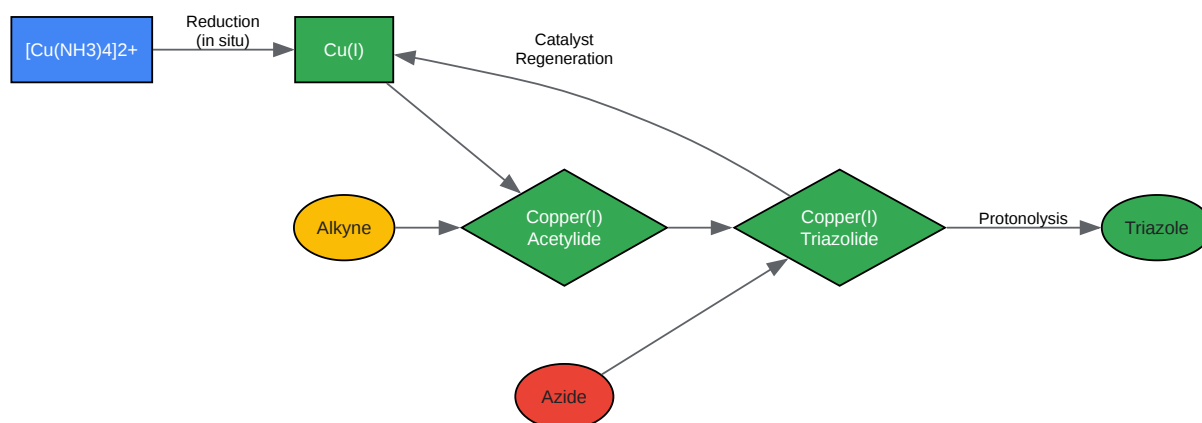 [Cu(NH3)4]2+
Reduction
(in situ)
Cu(I)
Catalyst
Regeneration
Alkyne
Copper(I)
Acetylide
Copper(I)
Triazolide
Protonolysis
Triazole
Azide